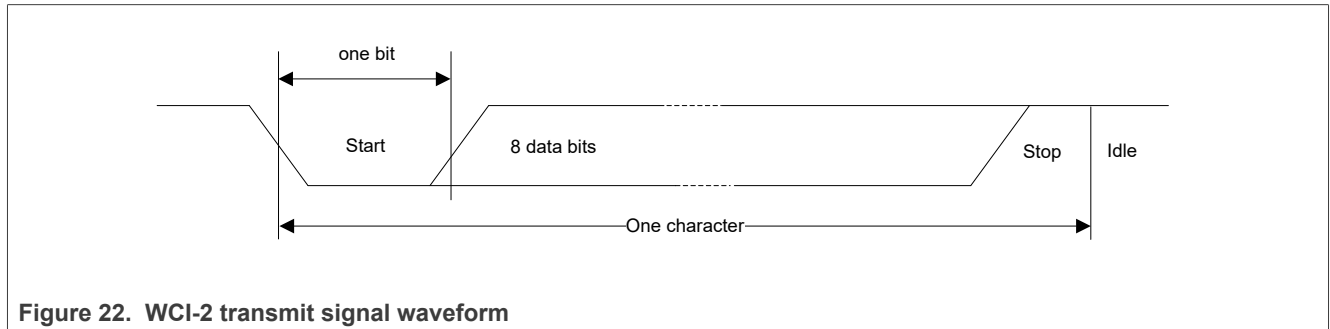 one bit
Start
8 data bits
Stop
Idle
One character
Figure 22. WCI-2 transmit signal waveform